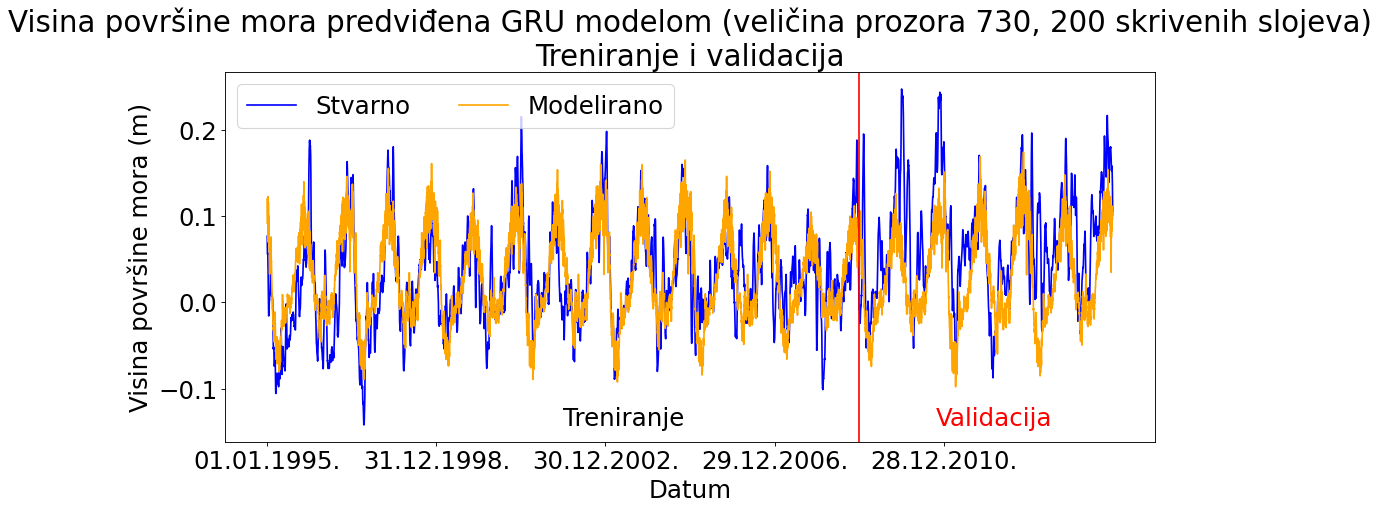 Visina površine mora predviđena GRU modelom (veličina prozora 730, 200 skrivenih slojeva)
Treniranje i validacija
Stvarno Modelirano
Visina površine mora (m)
0.2
0.1
0.0
−0.1
Treniranje Validacija
01.01.1995. 31.12.1998. 30.12.2002. 29.12.2006. 28.12.2010.
Datum